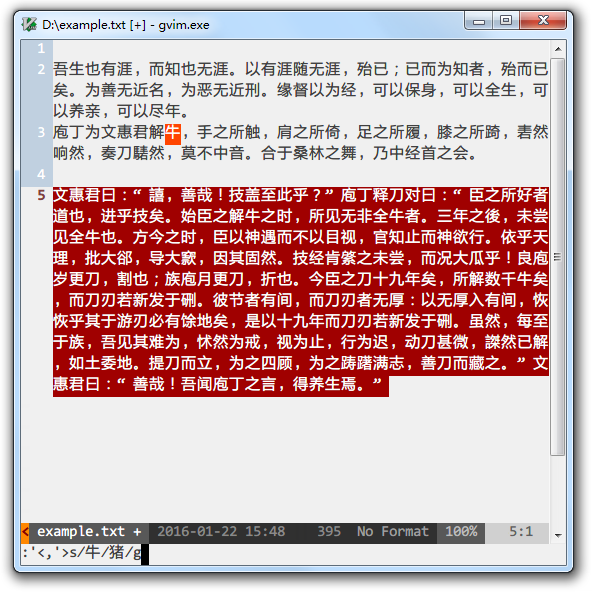 D:\example.txt [+] - gvim.exe
1
2 吾生也有涯，而知也无涯。以有涯随无涯，殆已；已而为知者，殆而已
矣。为善无近名，为恶无近刑。缘督以为经，可以保身，可以全生，可
以养亲，可以尽年。
3 庖丁为文惠君解牛，手之所触，肩之所倚，足之所履，膝之所踦，砉然
响然，奏刀騞然，莫不中音。合于桑林之舞，乃中经首之会。
4
5 文惠君曰：“ 譆，善哉！技盖至此乎？” 庖丁释刀对曰：“ 臣之所好者
道也，进乎技矣。始臣之解牛之时，所见无非全牛者。三年之後，未尝
见全牛也。方今之时，臣以神遇而不以目视，官知止而神欲行。依乎天
理，批大郤，导大窾，因其固然。技经肯綮之未尝，而况大瓜乎！良庖
岁更刀，割也；族庖月更刀，折也。今臣之刀十九年矣，所解数千牛矣
，而刀刃若新发于硎。彼节者有间，而刀刃者无厚：以无厚入有间，恢
恢乎其于游刃必有馀地矣，是以十九年而刀刃若新发于硎。虽然，每至
于族，吾见其难为，怵然为戒，视为止，行为迟，动刀甚微，謋然已解
，如土委地。提刀而立，为之四顾，为之踌躇满志，善刀而藏之。” 文
惠君曰：“ 善哉！吾闻庖丁之言，得养生焉。”
< example.txt + 2016-01-22 15:48 395 No Format 100% 5:1
:'<,'>s/牛/猪/g